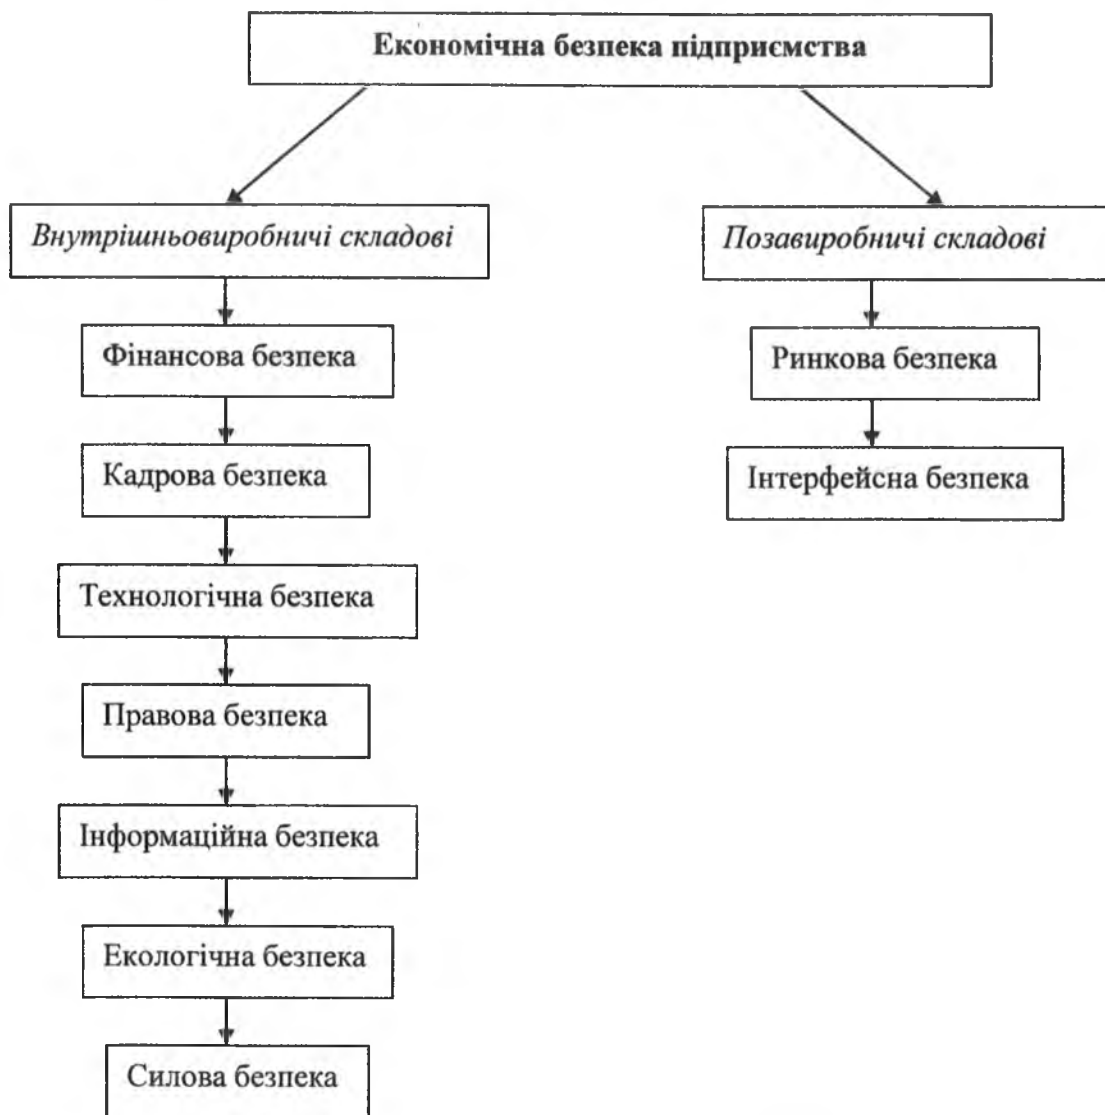 Економічна безпека підприємства
Внутрішньовиробничі складові
Позавиробничі складові
Фінансова безпека
Ринкова безпека
Кадрова безпека
Інтерфейсна безпека
Технологічна безпека
Правова безпека
Інформаційна безпека
Екологічна безпека
Силова безпека